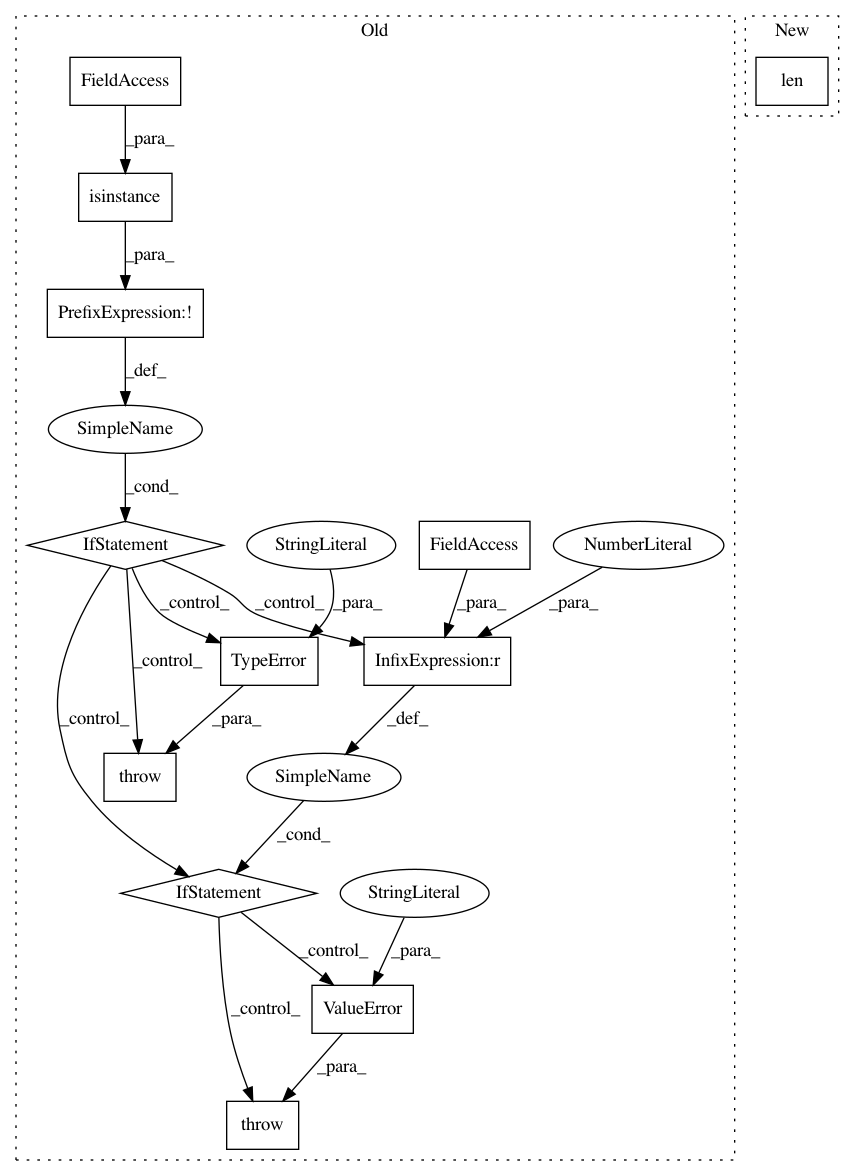 Old
New
FieldAccess
len
_para_
isinstance
_para_
PrefixExpression:!
_def_
SimpleName
_cond_
IfStatement
StringLiteral
FieldAccess
NumberLiteral
_control_
_control_
_para_
_para_
_para_
_control_
TypeError
InfixExpression:r
_control_
_para_
_def_
throw
SimpleName
_cond_
IfStatement
StringLiteral
_control_
_para_
_control_
ValueError
_para_
throw